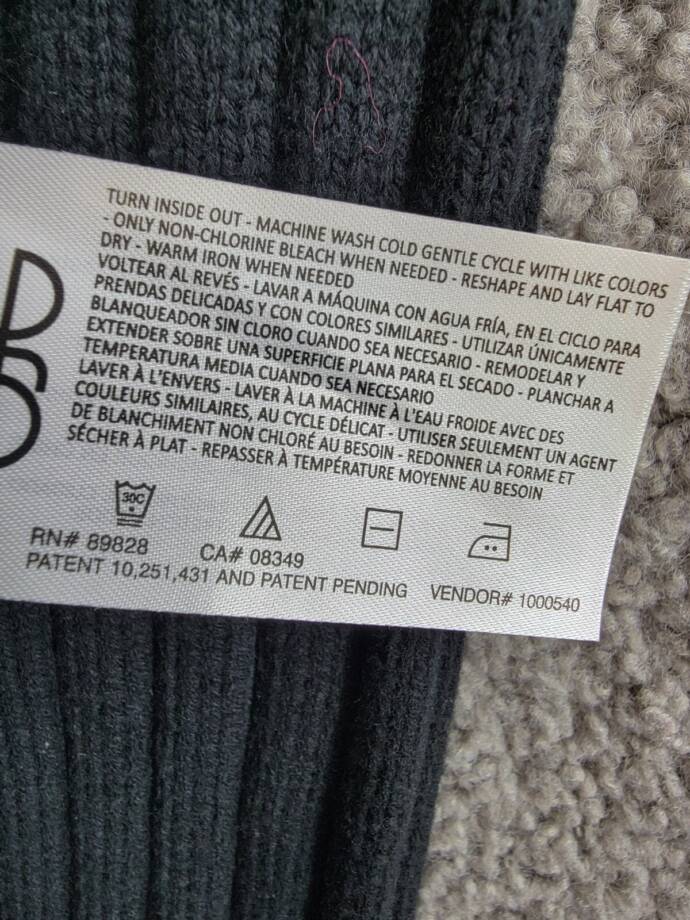 TURN INSIDE OUT - MACHINE WASH COLD GENTLE CYCLE WITH LIKE COLORS
- ONLY NON-CHLORINE BLEACH WHEN NEEDED - RESHAPE AND LAY FLAT TO
DRY - WARM IRON WHEN NEEDED
VOLTEAR AL REVÉS - LAVAR A MÁQUINA CON AGUA FRÍA, EN EL CICLO PARA
PRENDAS DELICADAS Y CON COLORES SIMILARES - UTILIZAR ÚNICAMENTE
BLANQUEADOR SIN CLORO CUANDO SEA NECESARIO - REMODELAR Y
EXTENDER SOBRE UNA SUPERFICIE PLANA PARA EL SECADO - PLANCHAR A
TEMPERATURA MEDIA CUANDO SEA NECESARIO
LAVER À L'ENVERS - LAVER À LA MACHINE À L'EAU FROIDE AVEC DES
COULEURS SIMILAIRES, AU CYCLE DÉLICAT - UTILISER SEULEMENT UN AGENT
DE BLANCHIMENT NON CHLORÉ AU BESOIN - REDONNER LA FORME ET
SÉCHER À PLAT - REPASSER À TEMPÉRATURE MOYENNE AU BESOIN
30C
RN# 89828 CA# 08349
PATENT 10,251,431 AND PATENT PENDING VENDOR# 1000540